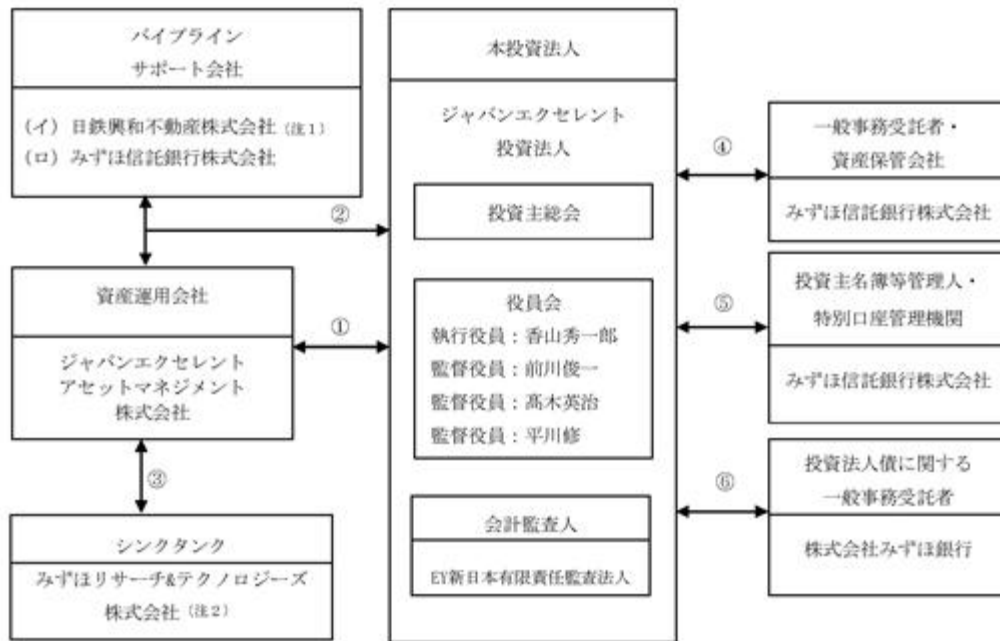 パイプライン
サポート会社
(イ) 日鉄興和不動産株式会社（注１）
(ロ) みずほ信託銀行株式会社
②
資産運用会社
ジャパンエクセレント
アセットマネジメント
株式会社
①
③
シンクタンク
みずほリサーチ&テクノロジーズ
株式会社（注２）
本投資法人
ジャパンエクセレント
投資法人
投資主総会
役員会
執行役員：香山秀一郎
監督役員：前川俊一
監督役員：髙木英治
監督役員：平川修
会計監査人
EY新日本有限責任監査法人
④
一般事務受託者・
資産保管会社
みずほ信託銀行株式会社
⑤
投資主名簿等管理人・
特別口座管理機関
みずほ信託銀行株式会社
⑥
投資法人債に関する
一般事務受託者
株式会社みずほ銀行